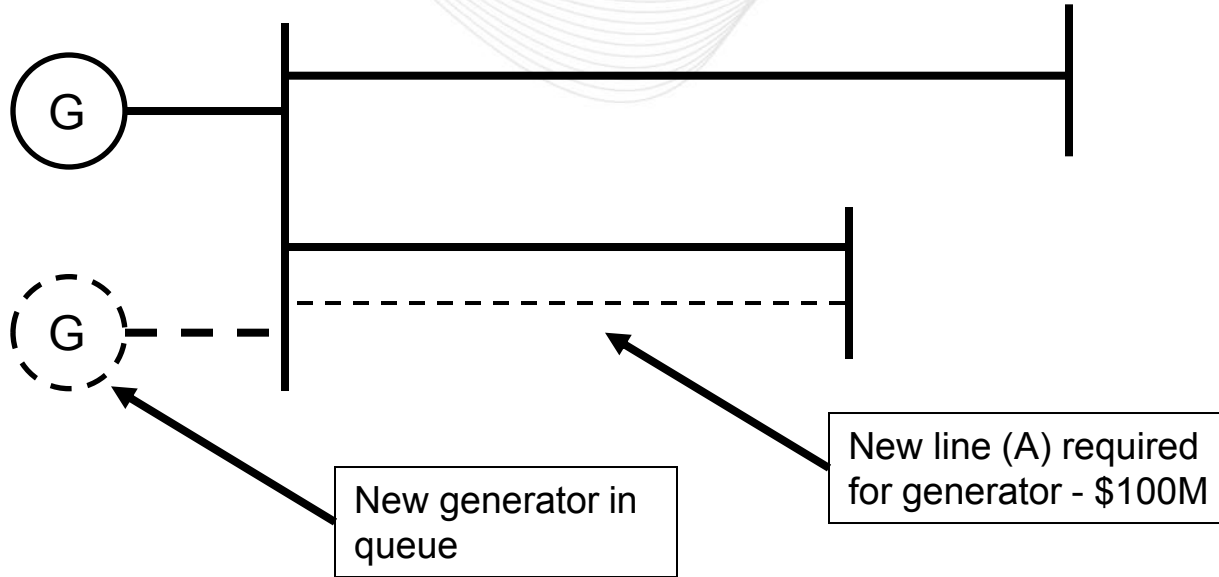 G
G
New line (A) required
for generator - $100M
New generator in
queue